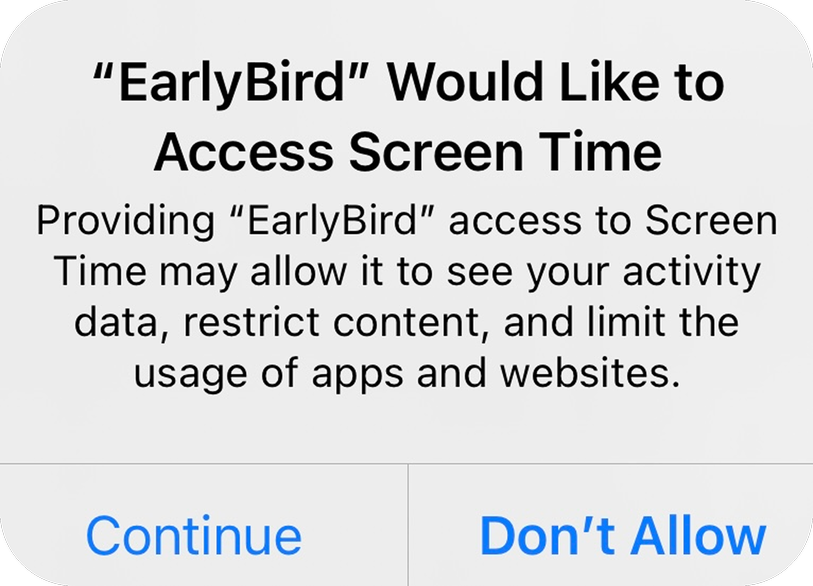 “EarlyBird” Would Like to
Access Screen Time
Providing “EarlyBird” access to Screen
Time may allow it to see your activity
data, restrict content, and limit the
usage of apps and websites.
Continue
Don’t Allow